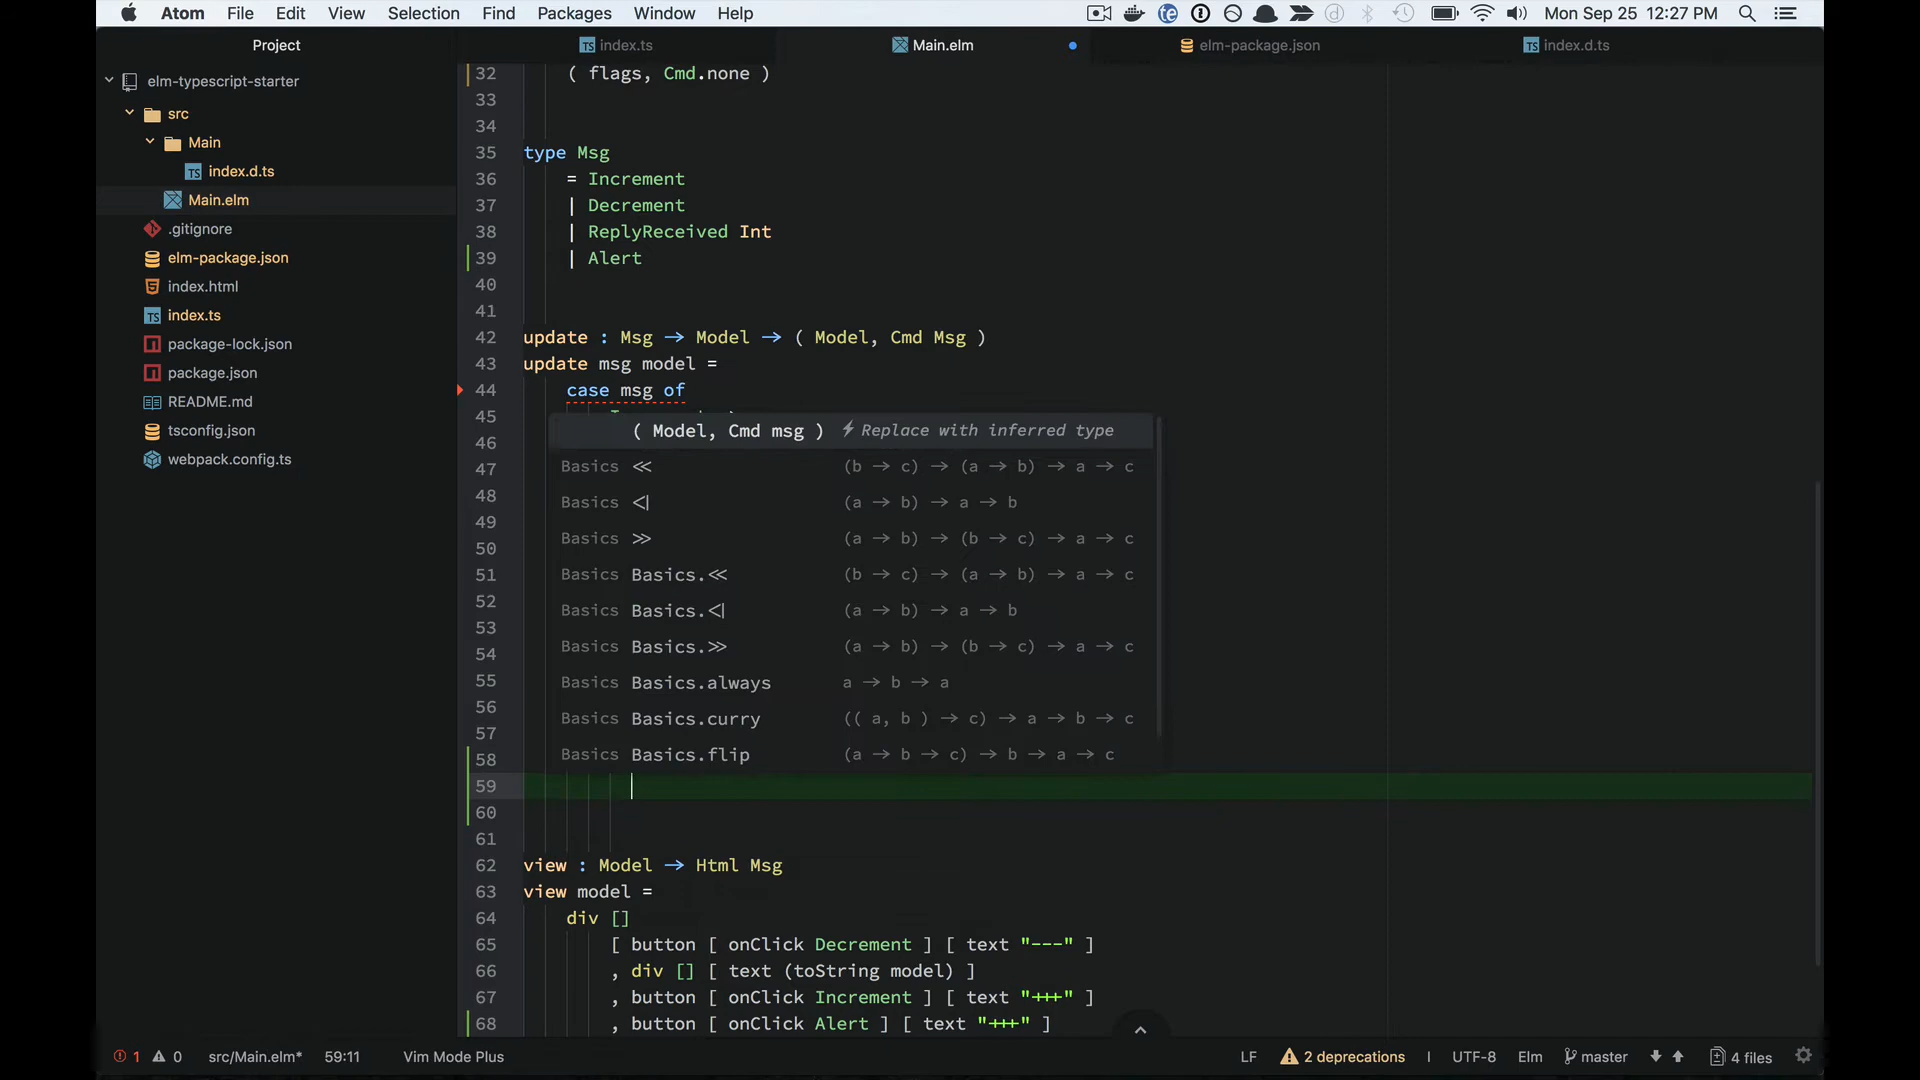 Atom File Edit View Selection Find Packages Window Help Mon Sep 25 12:27 PM
Project
index.ts
Main.elm
elm-package.json
index.d.ts
elm-typescript-starter
src
Main
index.d.ts
Main.elm
.gitignore
elm-package.json
index.html
index.ts
package-lock.json
package.json
README.md
tsconfig.json
webpack.config.ts
32 ( flags, Cmd.none )
33
34
35 type Msg
36 = Increment
37 | Decrement
38 | ReplyReceived Int
39 | Alert
40
41
42 update : Msg → Model → ( Model, Cmd Msg )
43 update msg model =
44 case msg of
45
46
47
48
49
50
51
52
53
54
55
56
57
58
59
60
61
( Model, Cmd msg ) Replace with inferred type
Basics << (b → c) → (a → b) → a → c
Basics <| (a → b) → a → b
Basics >> (a → b) → (b → c) → a → c
Basics Basics.<< (b → c) → (a → b) → a → c
Basics Basics.<| (a → b) → a → b
Basics Basics.>> (a → b) → (b → c) → a → c
Basics Basics.always a → b → a
Basics Basics.curry (( a, b ) → c) → a → b → c
Basics Basics.flip (a → b → c) → b → a → c
62 view : Model → Html Msg
63 view model =
64 div []
65 [ button [ onClick Decrement ] [ text "---" ]
66 , div [] [ text (toString model) ]
67 , button [ onClick Increment ] [ text "+++" ]
68 , button [ onClick Alert ] [ text "+++" ]
1 0 src/Main.elm* 59:11 Vim Mode Plus LF 2 deprecations UTF-8 Elm master 4 files